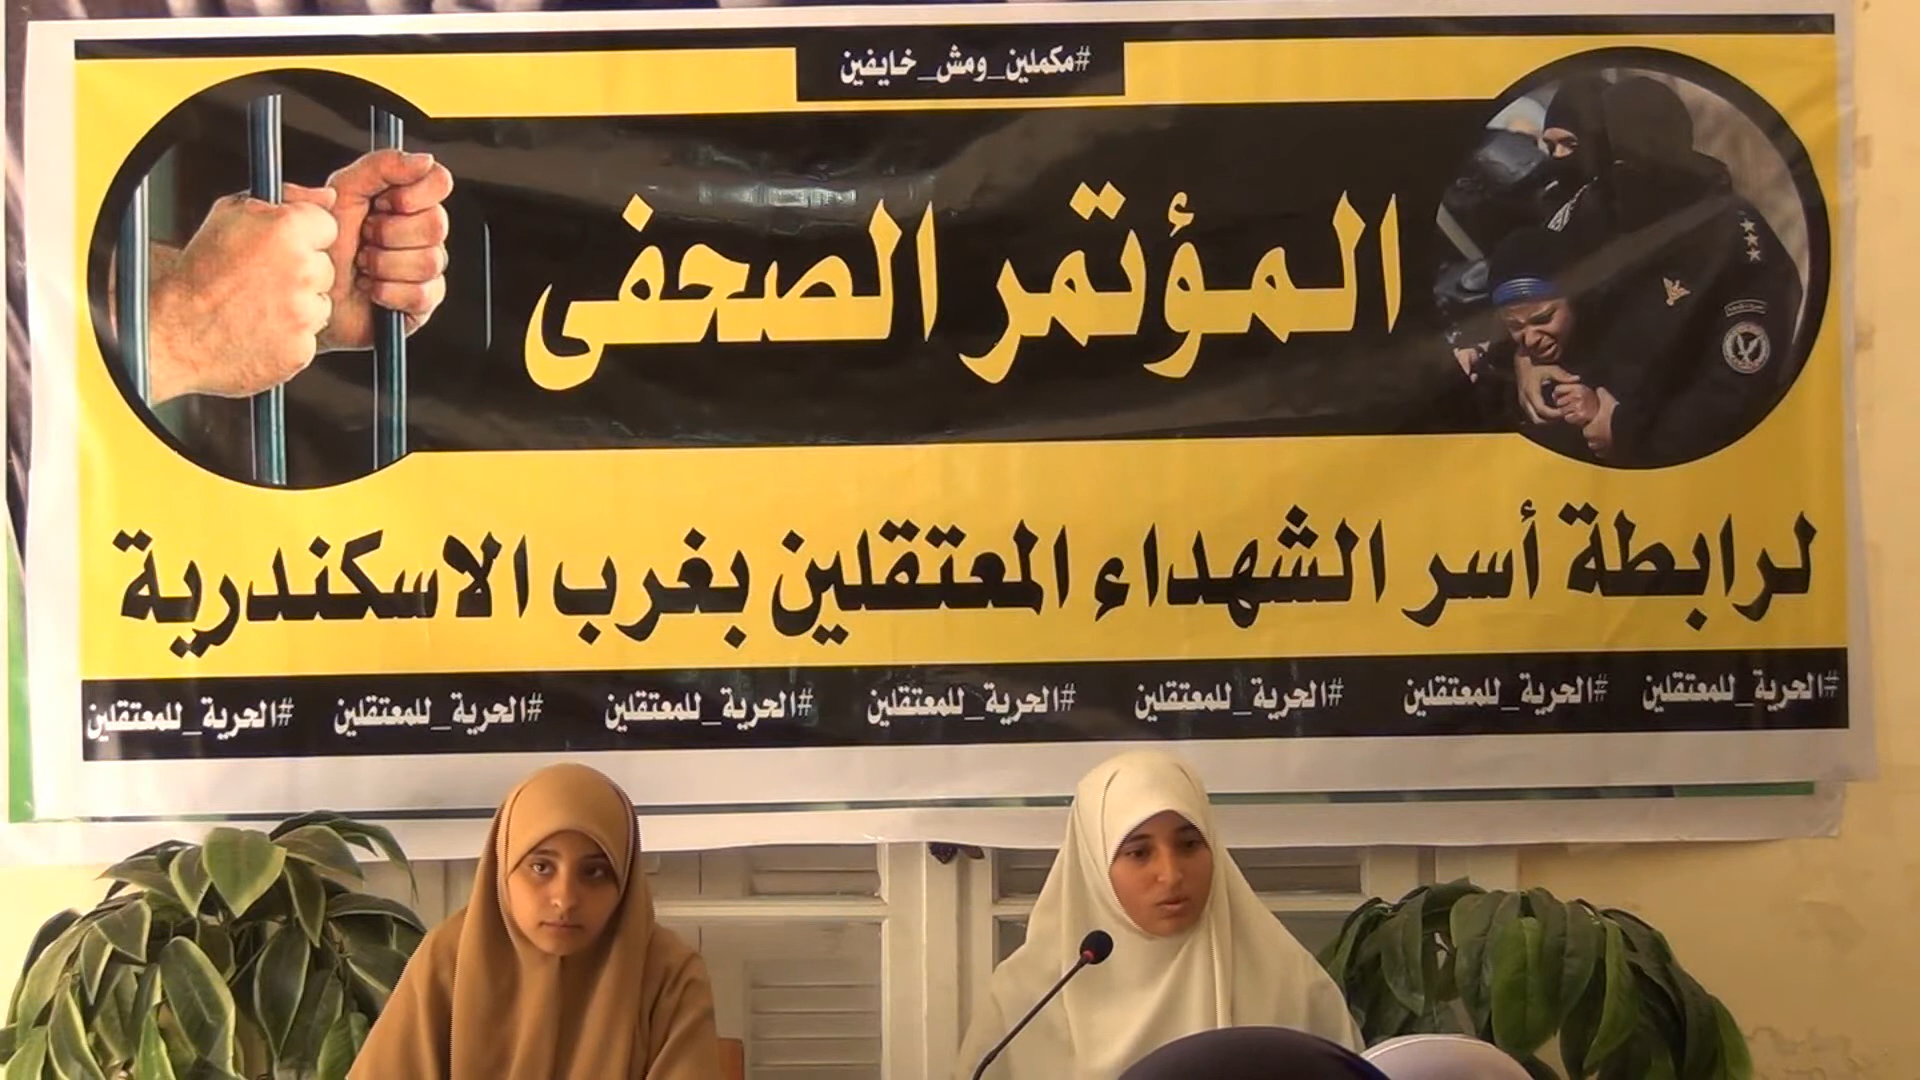 #مكملين_ومش_خايفين
المؤتمر الصحفى
لرابطة أسر الشهداء المعتقلين بغرب الاسكندرية
#الحرية_للمعتقلين #الحرية_للمعتقلين #الحرية_للمعتقلين #الحرية_للمعتقلين #الحرية_للمعتقلين #الحرية_للمعتقلين #الحرية_للمعتقلين